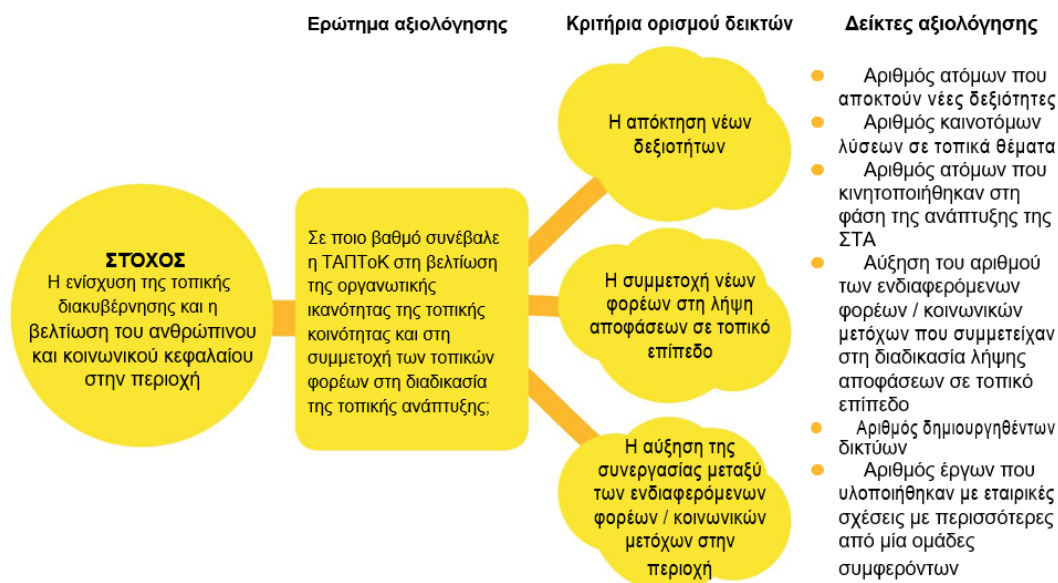 Ερώτημα αξιολόγησης
Κριτήρια ορισμού δεικτών
Δείκτες αξιολόγησης
ΣΤΟΧΟΣ
Η ενίσχυση της τοπικής
διακυβέρνησης και η
βελτίωση του ανθρώπινου
και κοινωνικού κεφαλαίου
στην περιοχή
Σε ποιο βαθμό συνέβαλε
η ΤΑΠΤοΚ στη βελτίωση
της οργανωτικής
ικανότητας της τοπικής
κοινότητας και στη
συμμετοχή των τοπικών
φορέων στη διαδικασία
της τοπικής ανάπτυξης;
Η απόκτηση νέων
δεξιοτήτων
Η συμμετοχή νέων
φορέων στη λήψη
αποφάσεων σε τοπικό
επίπεδο
Η αύξηση της
συνεργασίας μεταξύ
των ενδιαφερόμενων
φορέων / κοινωνικών
μετόχων στην
περιοχή
Αριθμός ατόμων που
αποκτούν νέες δεξιότητες
Αριθμός καινοτόμων
λύσεων σε τοπικά θέματα
Αριθμός ατόμων που
κινητοποιήθηκαν στη
φάση της ανάπτυξης της
ΣΤΑ
Αύξηση του αριθμού
των ενδιαφερόμενων
φορέων / κοινωνικών
μετόχων που συμμετείχαν
στη διαδικασία λήψης
αποφάσεων σε τοπικό
επίπεδο
Αριθμός δημιουργηθέντων
δικτύων
Αριθμός έργων που
υλοποιήθηκαν με εταιρικές
σχέσεις με περισσότερες
από μία ομάδες
συμφερόντων